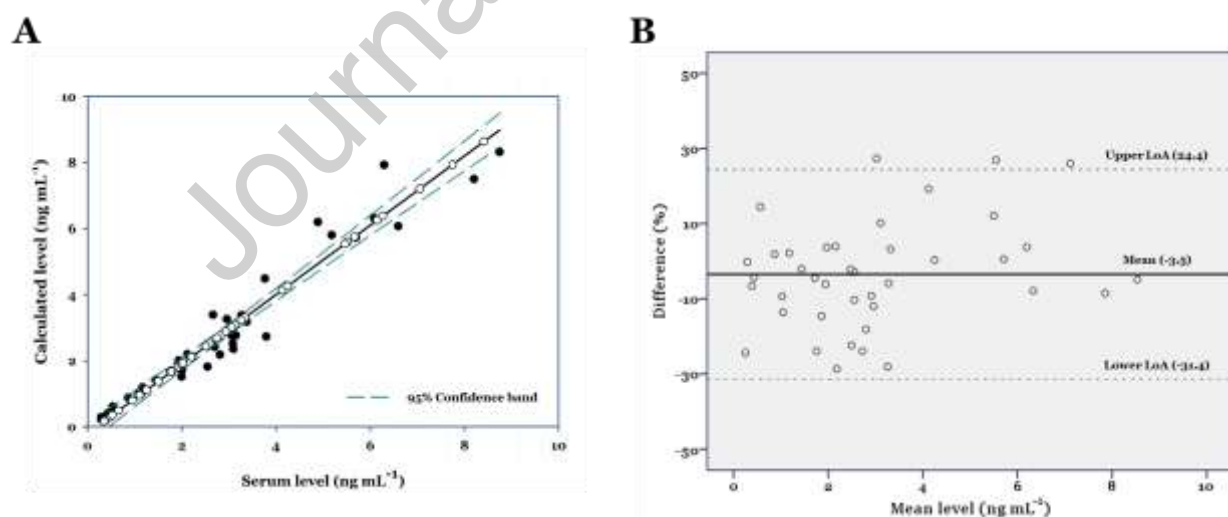 A
B
Journa
10
8
6
4
2
0
0
2
4
6
8
10
Calculated level (ng mL⁻¹)
Serum level (ng mL⁻¹)
95% Confidence band
50
30
10
-10
-30
-50
0
2
4
6
8
10
Difference (%)
Mean level (ng mL⁻¹)
Upper LoA (24.4)
Mean (-3.5)
Lower LoA (-31.4)